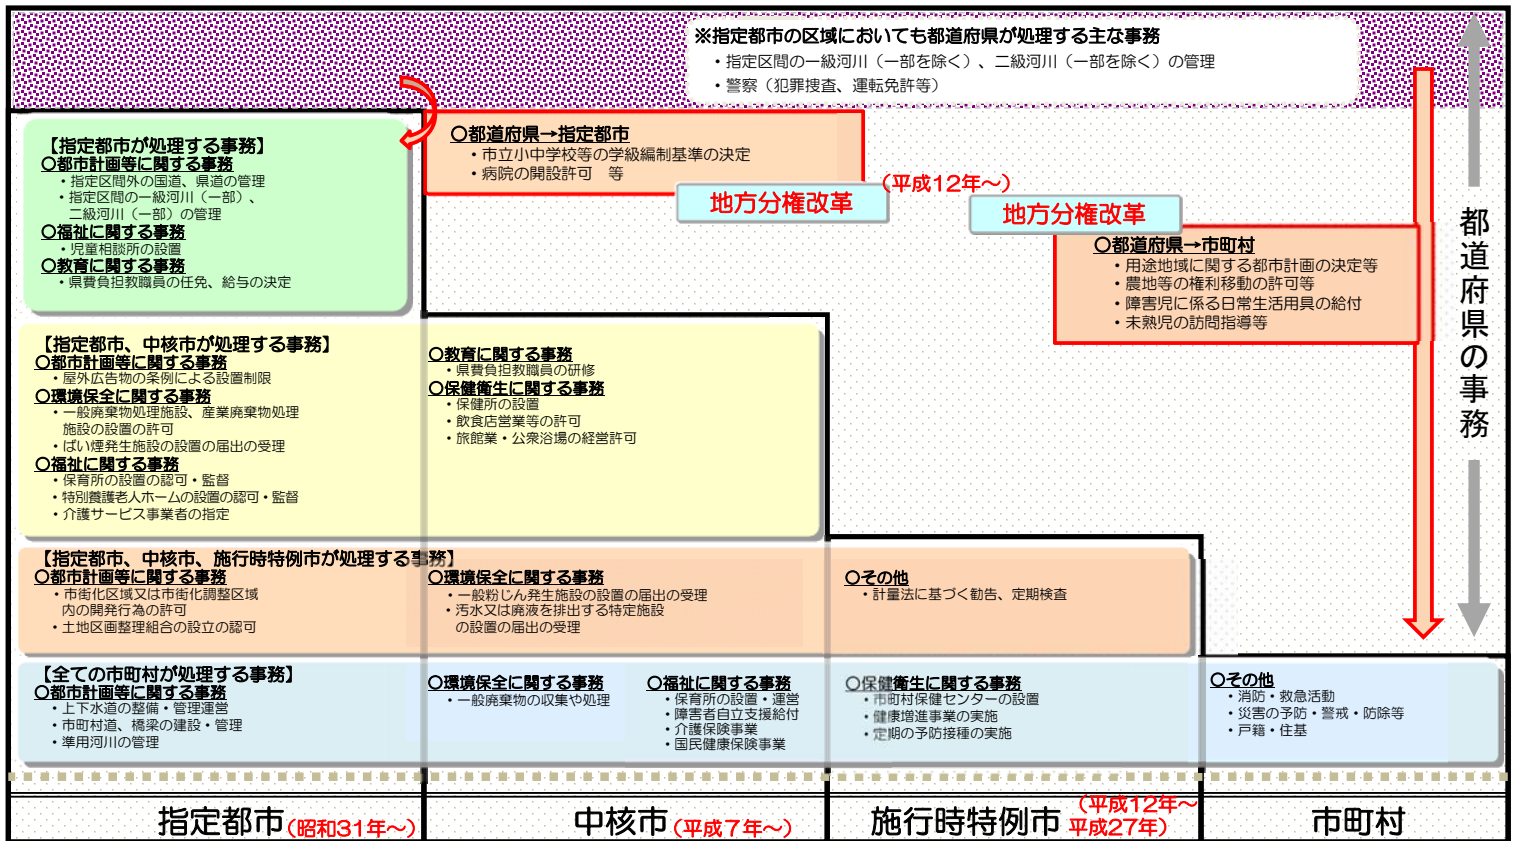 ※指定都市の区域においても都道府県が処理する主な事務
・指定区間の一級河川（一部を除く）、二級河川（一部を除く）の管理
・警察（犯罪捜査、運転免許等）
【指定都市が処理する事務】
〇都市計画等に関する事務
・指定区間外の国道、県道の管理
・指定区間の一級河川（一部）、
二級河川（一部）の管理
〇福祉に関する事務
・児童相談所の設置
〇教育に関する事務
・県費負担教職員の任免、給与の決定
〇都道府県→指定都市
・市立小中学校等の学級編制基準の決定
・病院の開設許可　等
地方分権改革
（平成12年～）
地方分権改革
〇都道府県→市町村
・用途地域に関する都市計画の決定等
・農地等の権利移動の許可等
・障害児に係る日常生活用具の給付
・未熟児の訪問指導等
都道府県の事務
【指定都市、中核市が処理する事務】
〇都市計画等に関する事務
・屋外広告物の条例による設置制限
〇環境保全に関する事務
・一般廃棄物処理施設、産業廃棄物処理
施設の設置の許可
・ばい煙発生施設の設置の届出の受理
〇福祉に関する事務
・保育所の設置の認可・監督
・特別養護老人ホームの設置の認可・監督
・介護サービス事業者の指定
〇教育に関する事務
・県費負担教職員の研修
〇保健衛生に関する事務
・保健所の設置
・飲食店営業等の許可
・旅館業・公衆浴場の経営許可
【指定都市、中核市、施行時特例市が処理する事務】
〇都市計画等に関する事務
・市街化区域又は市街化調整区域
内の開発行為の許可
・土地区画整理組合の設立の認可
〇環境保全に関する事務
・一般粉じん発生施設の設置の届出の受理
・汚水又は廃液を排出する特定施設
の設置の届出の受理
〇その他
・計量法に基づく勧告、定期検査
【全ての市町村が処理する事務】
〇都市計画等に関する事務
・上下水道の整備・管理運営
・市町村道、橋梁の建設・管理
・準用河川の管理
〇環境保全に関する事務
・一般廃棄物の収集や処理
〇福祉に関する事務
・保育所の設置・運営
・障害者自立支援給付
・介護保険事業
・国民健康保険事業
〇保健衛生に関する事務
・市町村保健センターの設置
・健康増進事業の実施
・定期の予防接種の実施
〇その他
・消防・救急活動
・災害の予防・警戒・防除等
・戸籍・住基
指定都市（昭和31年～）
中核市（平成7年～）
施行時特例市（平成12年～
平成27年）
市町村